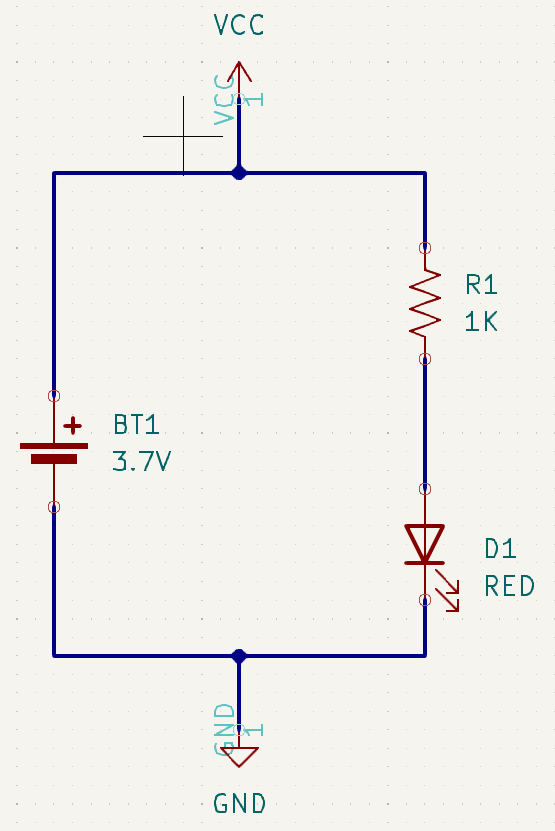 VCC
VCC
1
R1
1K
BT1
3.7V
D1
RED
GND
1
GND